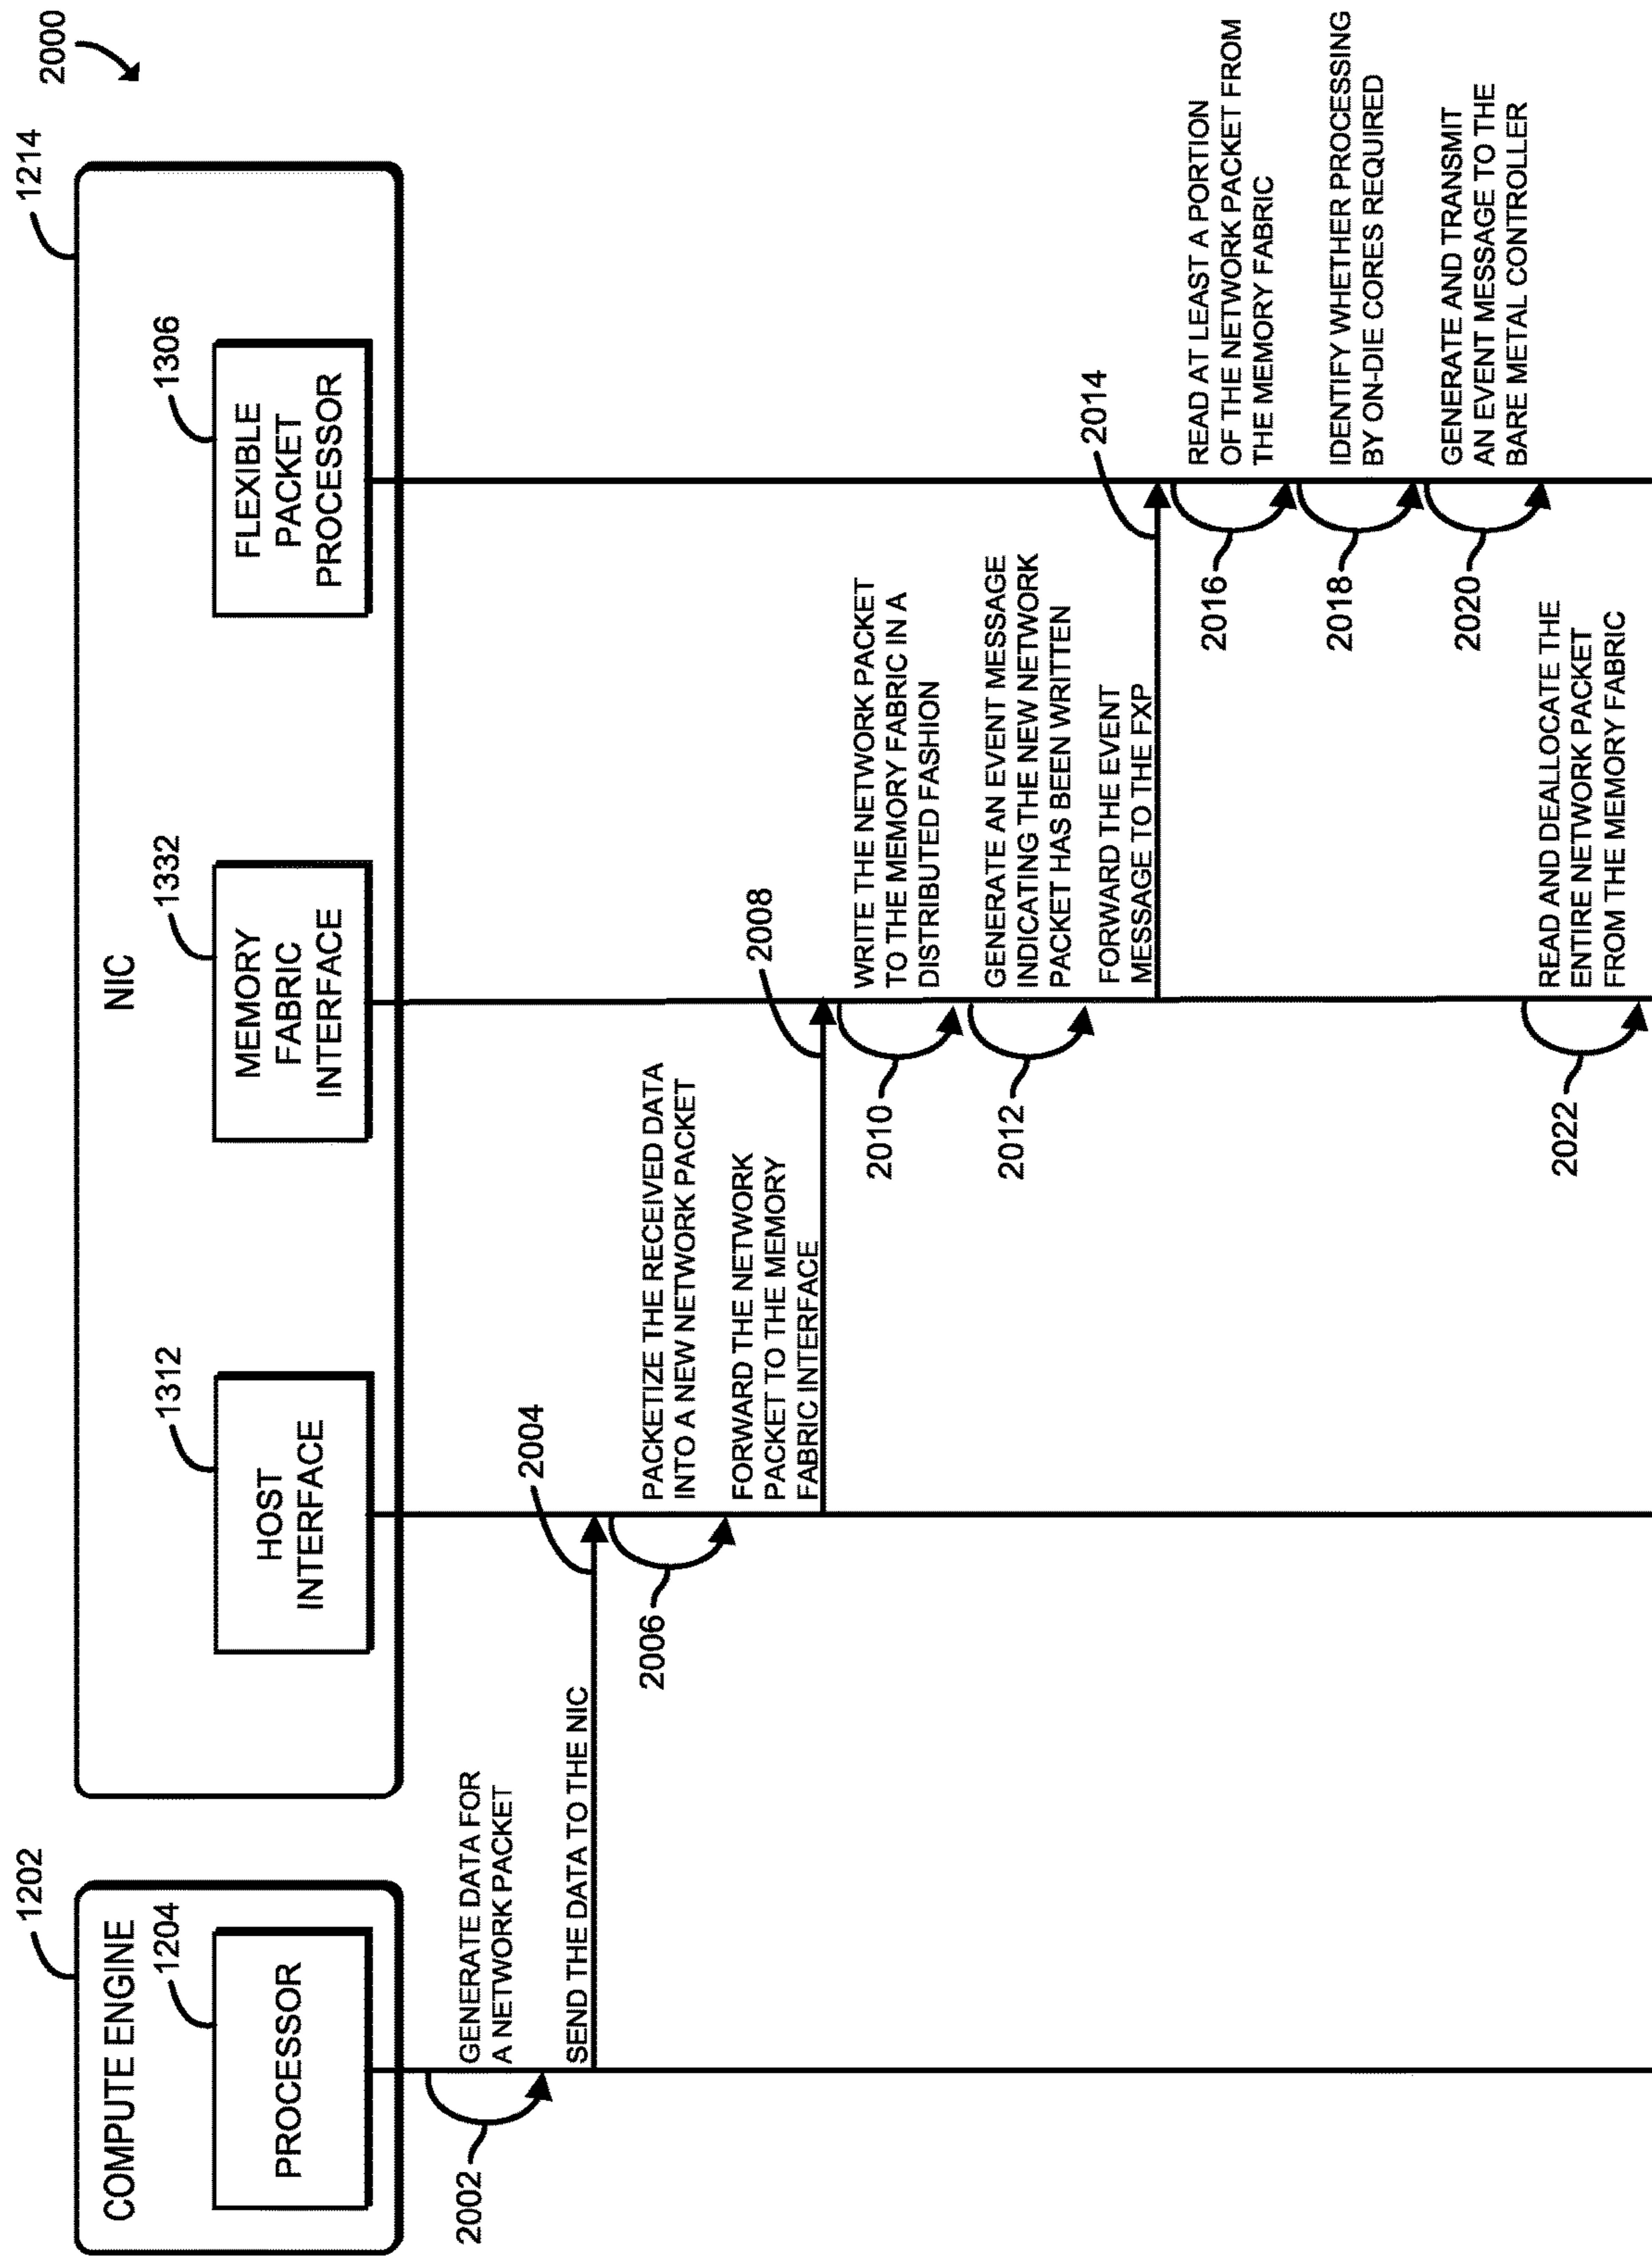 2000
1202
COMPUTE ENGINE
1204
PROCESSOR
1214
NIC
1312
HOST
INTERFACE
1332
MEMORY
FABRIC
INTERFACE
1306
FLEXIBLE
PACKET
PROCESSOR
2002
GENERATE DATA FOR
A NETWORK PACKET
SEND THE DATA TO THE NIC
2004
2006
PACKETIZE THE RECEIVED DATA
INTO A NEW NETWORK PACKET
FORWARD THE NETWORK
PACKET TO THE MEMORY
FABRIC INTERFACE
2008
2010
WRITE THE NETWORK PACKET
TO THE MEMORY FABRIC IN A
DISTRIBUTED FASHION
2012
GENERATE AN EVENT MESSAGE
INDICATING THE NEW NETWORK
PACKET HAS BEEN WRITTEN
FORWARD THE EVENT
MESSAGE TO THE FXP
2014
2016
READ AT LEAST A PORTION
OF THE NETWORK PACKET FROM
THE MEMORY FABRIC
2018
IDENTIFY WHETHER PROCESSING
BY ON-DIE CORES REQUIRED
2020
GENERATE AND TRANSMIT
AN EVENT MESSAGE TO THE
BARE METAL CONTROLLER
2022
READ AND DEALLOCATE THE
ENTIRE NETWORK PACKET
FROM THE MEMORY FABRIC